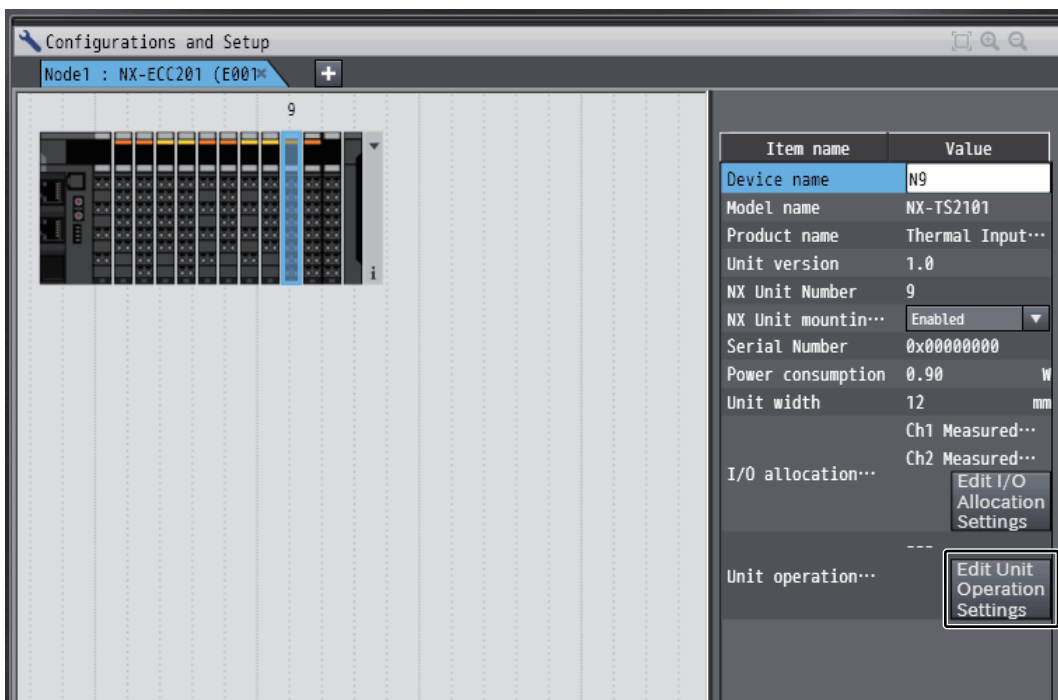 Configurations and Setup
Node1 : NX-ECC201 (E001
9
Item name Value
Device name N9
Model name NX-TS2101
Product name Thermal Input···
Unit version 1.0
NX Unit Number 9
NX Unit mountin··· Enabled
Serial Number 0x00000000
Power consumption 0.90 W
Unit width 12 mm
Ch1 Measured···
Ch2 Measured···
I/O allocation···
Edit I/O
Allocation
Settings
---
Unit operation···
Edit Unit
Operation
Settings